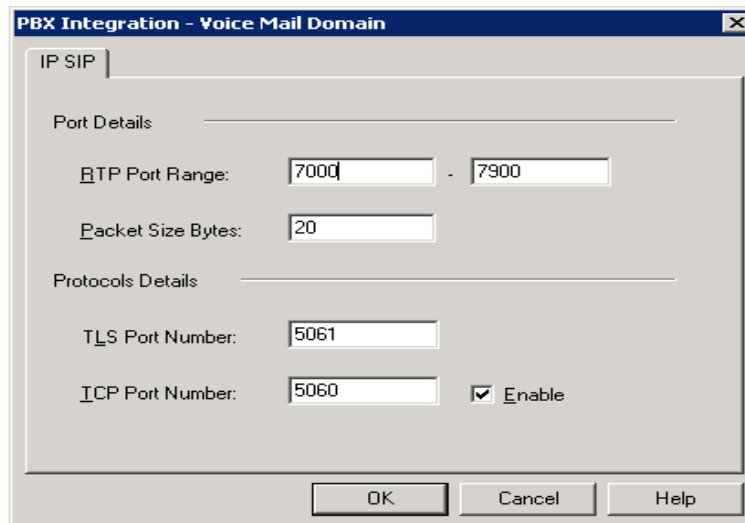 PBX Integration - Voice Mail Domain
IP SIP
Port Details
RTP Port Range: 7000 - 7900
Packet Size Bytes: 20
Protocols Details
TLS Port Number: 5061
TCP Port Number: 5060 Enable
OK Cancel Help